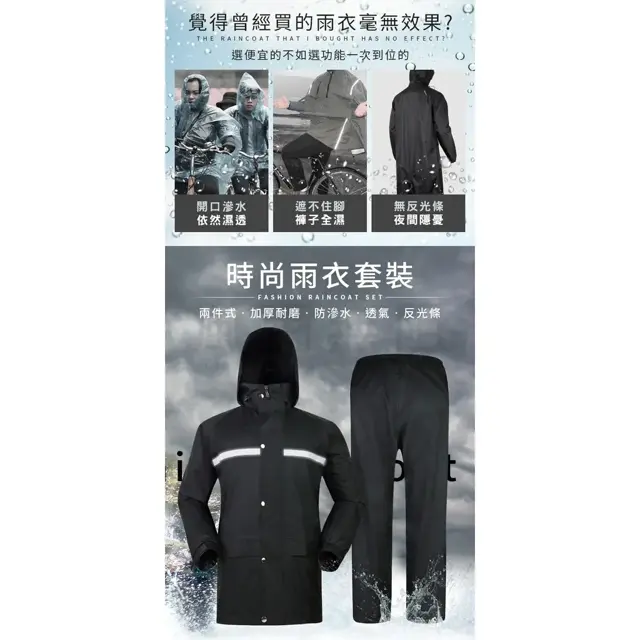 覺得曾經買的雨衣毫無效果?
THE RAINCOAT THAT I BOUGHT HAS NO EFFECT?
選便宜的不如選功能一次到位的
開口滲水
依然濕透
遮不住腳
褲子全濕
無反光條
夜間隱憂
時尚雨衣套裝
FASHION RAINCOAT SET
兩件式·加厚耐磨·防滲水·透氣·反光條